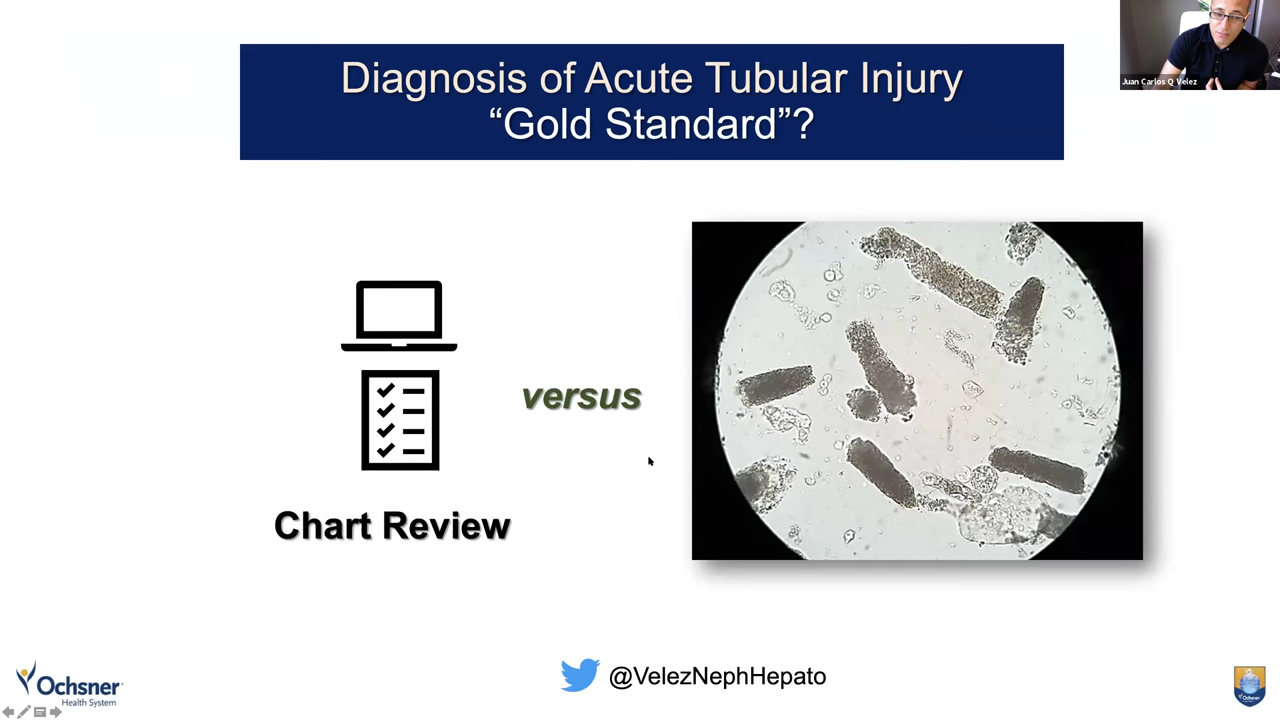 Juan Carlos Q Velez
Diagnosis of Acute Tubular Injury
“Gold Standard”?
versus
Chart Review
Ochsner
Health System
@VelezNephHepato